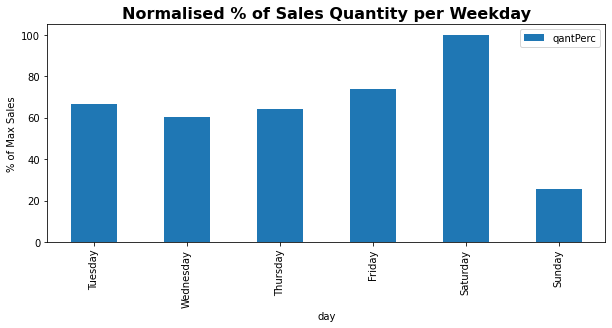 Normalised % of Sales Quantity per Weekday
qantPerc
% of Max Sales
100
80
60
40
20
0
Tuesday
Wednesday
Thursday
Friday
Saturday
Sunday
day